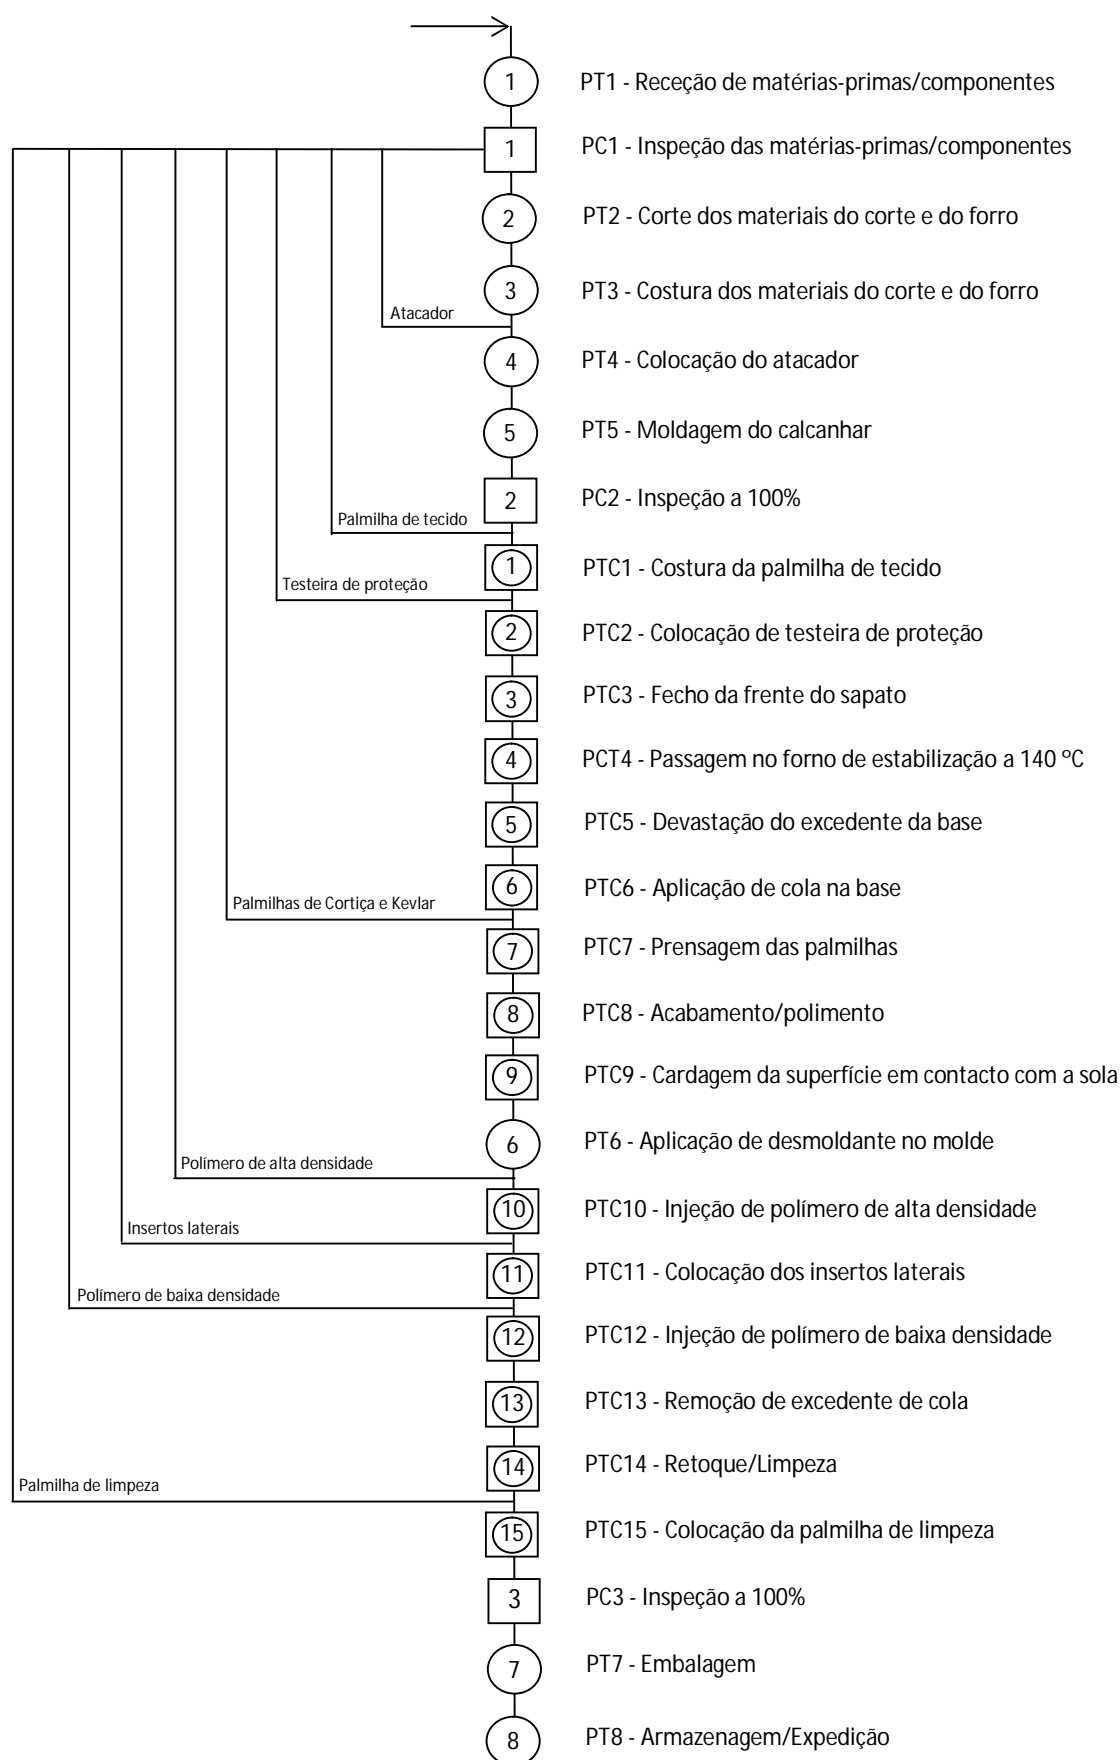 1 PT1 - Receção de matérias-primas/componentes
1 PC1 - Inspeção das matérias-primas/componentes
2 PT2 - Corte dos materiais do corte e do forro
3 PT3 - Costura dos materiais do corte e do forro
Atacador
4 PT4 - Colocação do atacador
5 PT5 - Moldagem do calcanhar
2 PC2 - Inspeção a 100%
Palmilha de tecido
1 PTC1 - Costura da palmilha de tecido
Testeira de proteção
2 PTC2 - Colocação de testeira de proteção
3 PTC3 - Fecho da frente do sapato
4 PCT4 - Passagem no forno de estabilização a 140 ºC
5 PTC5 - Devastação do excedente da base
6 PTC6 - Aplicação de cola na base
Palmilhas de Cortiça e Kevlar
7 PTC7 - Prensagem das palmilhas
8 PTC8 - Acabamento/polimento
9 PTC9 - Cardagem da superfície em contacto com a sola
6 PT6 - Aplicação de desmoldante no molde
Polímero de alta densidade
10 PTC10 - Injeção de polímero de alta densidade
Insertos laterais
11 PTC11 - Colocação dos insertos laterais
Polímero de baixa densidade
12 PTC12 - Injeção de polímero de baixa densidade
13 PTC13 - Remoção de excedente de cola
14 PTC14 - Retoque/Limpeza
Palmilha de limpeza
15 PTC15 - Colocação da palmilha de limpeza
3 PC3 - Inspeção a 100%
7 PT7 - Embalagem
8 PT8 - Armazenagem/Expedição